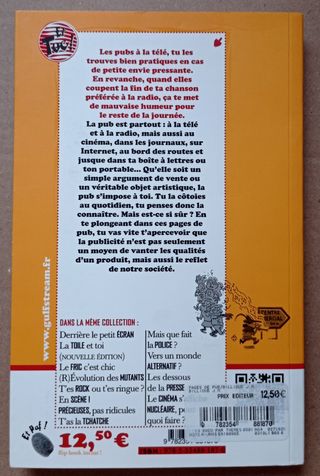 Et Toc!
Les pubs à la télé, tu les
trouves bien pratiques en cas
de petite envie pressante.
En revanche, quand elles
coupent la fin de ta chanson
préférée à la radio, ça te met
de mauvaise humeur pour
le reste de la journée.
La pub est partout : à la télé
et à la radio, mais aussi au
cinéma, dans les journaux, sur
Internet, au bord des routes et
jusque dans ta boîte à lettres ou
ton portable... Qu'elle soit un
simple argument de vente ou
un véritable objet artistique, la
pub s'impose à toi. Tu la côtoies
au quotidien, tu penses donc la
connaître. Mais est-ce si sûr ? En
te plongeant dans ces pages de
pub, tu vas vite t'apercevoir que
la publicité n'est pas seulement
un moyen de vanter les qualités
d'un produit, mais aussi le reflet
de notre société.
www.gulfstream.fr
CENTRE
DANS LA MÊME COLLECTION :
Derrière le petit ÉCRAN
La TOILE et toi
(NOUVELLE ÉDITION)
Le FRIC c'est chic
(R)Évolution des MUTANTS
T'es ROCK ou t'es ringue ?
En SCÈNE !
PRÉCIEUSES, pas ridicules
T'as la TCHATCHE
Mais que fait
la POLICE ?
Vers un monde
ALTERNATIF ?
Les dessous
de la PRESSE
Le CINÉMA
NUCLÉAIRE, po
quoi faire
PRIX EDITEUR
12,50€
Et Paf !
12,50 €